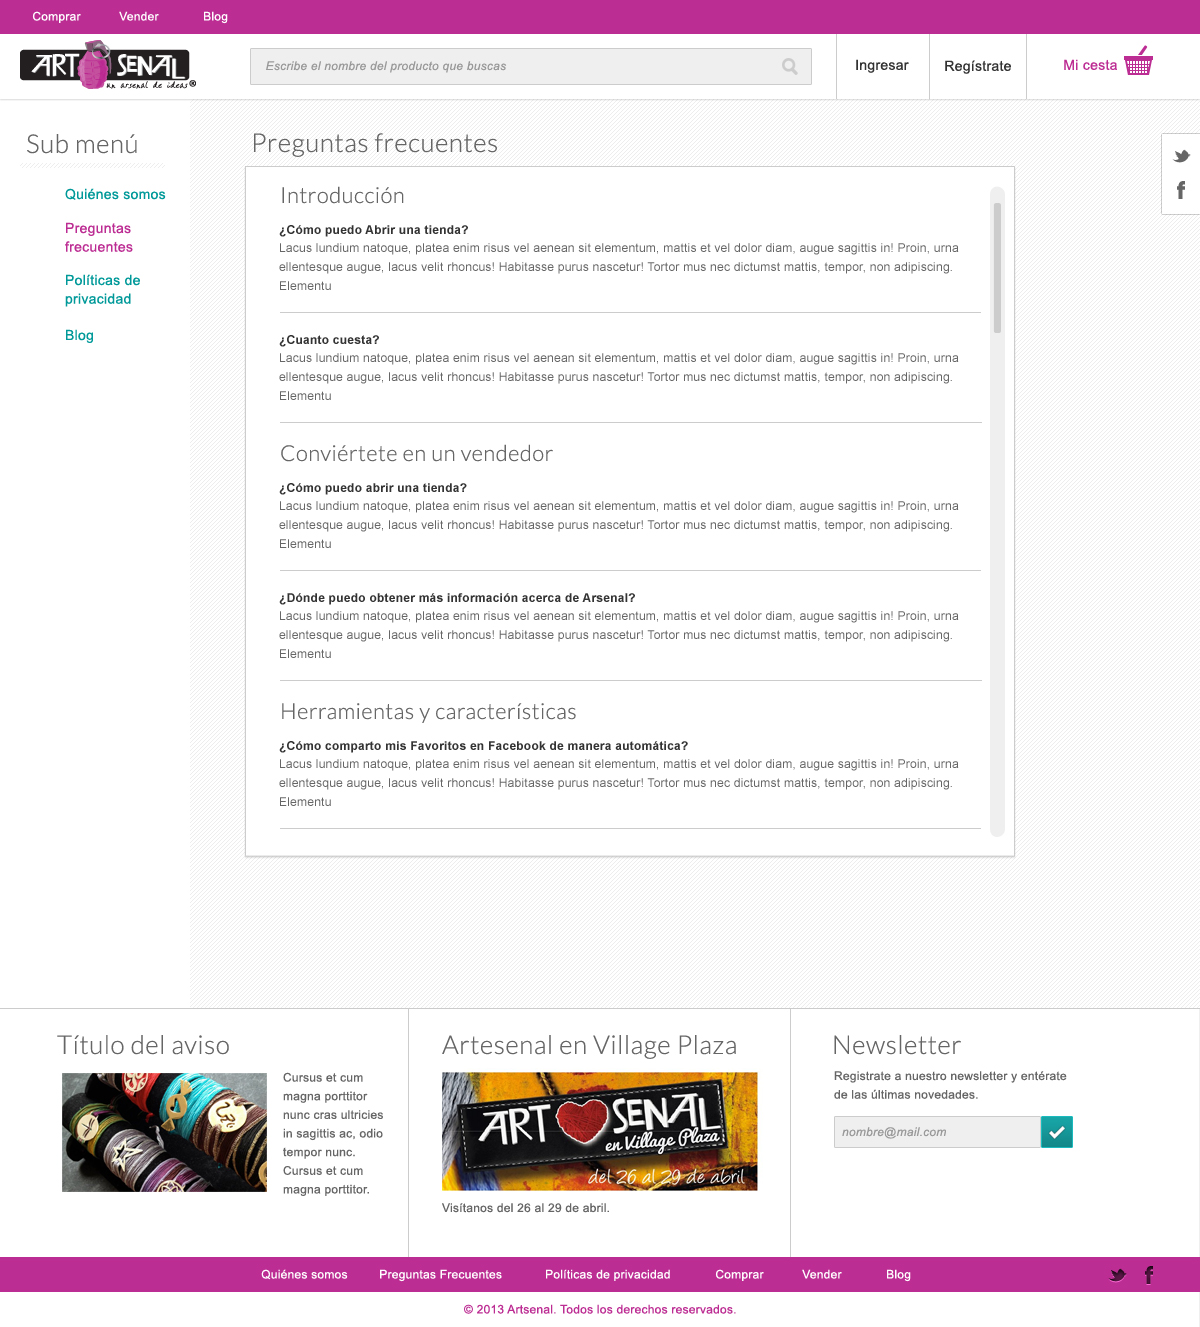 Comprar Vender Blog
ART SENAL®
un arsenal de ideas
Escribe el nombre del producto que buscas
Ingresar
Regístrate
Mi cesta
Sub menú
Quiénes somos
Preguntas
frecuentes
Políticas de
privacidad
Blog
Preguntas frecuentes
Introducción
¿Cómo puedo Abrir una tienda?
Lacus lundium natoque, platea enim risus vel aenean sit elementum, mattis et vel dolor diam, augue sagittis in! Proin, urna
ellentesque augue, lacus velit rhoncus! Habitasse purus nascetur! Tortor mus nec dictumst mattis, tempor, non adipiscing.
Elementu
¿Cuanto cuesta?
Lacus lundium natoque, platea enim risus vel aenean sit elementum, mattis et vel dolor diam, augue sagittis in! Proin, urna
ellentesque augue, lacus velit rhoncus! Habitasse purus nascetur! Tortor mus nec dictumst mattis, tempor, non adipiscing.
Elementu
Conviértete en un vendedor
¿Cómo puedo abrir una tienda?
Lacus lundium natoque, platea enim risus vel aenean sit elementum, mattis et vel dolor diam, augue sagittis in! Proin, urna
ellentesque augue, lacus velit rhoncus! Habitasse purus nascetur! Tortor mus nec dictumst mattis, tempor, non adipiscing.
Elementu
¿Dónde puedo obtener más información acerca de Arsenal?
Lacus lundium natoque, platea enim risus vel aenean sit elementum, mattis et vel dolor diam, augue sagittis in! Proin, urna
ellentesque augue, lacus velit rhoncus! Habitasse purus nascetur! Tortor mus nec dictumst mattis, tempor, non adipiscing.
Elementu
Herramientas y características
¿Cómo comparto mis Favoritos en Facebook de manera automática?
Lacus lundium natoque, platea enim risus vel aenean sit elementum, mattis et vel dolor diam, augue sagittis in! Proin, urna
ellentesque augue, lacus velit rhoncus! Habitasse purus nascetur! Tortor mus nec dictumst mattis, tempor, non adipiscing.
Elementu
Título del aviso
Cursus et cum
magna porttitor
nunc cras ultricies
in sagittis ac, odio
tempor nunc.
Cursus et cum
magna porttitor.
Artesenal en Village Plaza
ART SENAL
en Village Plaza
del 26 al 29 de abril
Visítanos del 26 al 29 de abril.
Newsletter
Registrate a nuestro newsletter y entérate
de las últimas novedades.
nombre@mail.com
Quiénes somos Preguntas Frecuentes Políticas de privacidad Comprar Vender Blog
© 2013 Artsenal. Todos los derechos reservados.